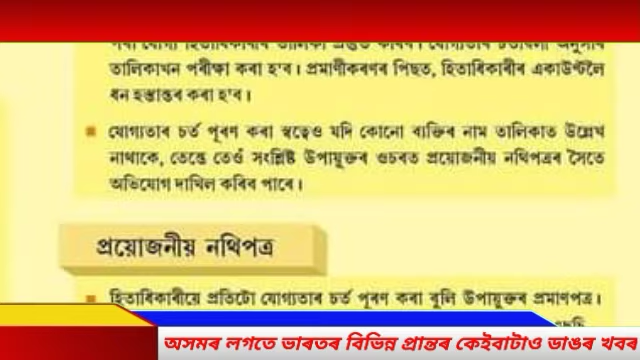 তালিকাখন পৰীক্ষা কৰা হ'ব। প্ৰমাণীকৰণৰ পিছত, হিতাধিকাৰীৰ একাউণ্টলৈ
ধন হস্তান্তৰ কৰা হ'ব।
যোগ্যতাৰ চৰ্ত পূৰণ কৰা স্বত্বেও যদি কোনো ব্যক্তিৰ নাম তালিকাত উল্লেখ
নাথাকে, তেন্তে তেওঁ সংশ্লিষ্ট উপায়ুক্তৰ ওচৰত প্ৰয়োজনীয় নথিপত্ৰৰ সৈতে
অভিযোগ দাখিল কৰিব পাৰে।
প্ৰয়োজনীয় নথিপত্ৰ
হিতাধিকাৰীয়ে প্ৰতিটো যোগ্যতাৰ চৰ্ত পূৰণ কৰা বুলি উপায়ুক্তৰ প্ৰমাণপত্ৰ।
অসমৰ লগতে ভাৰতৰ বিভিন্ন প্ৰান্তৰ কেইবাটাও ডাঙৰ খবৰ